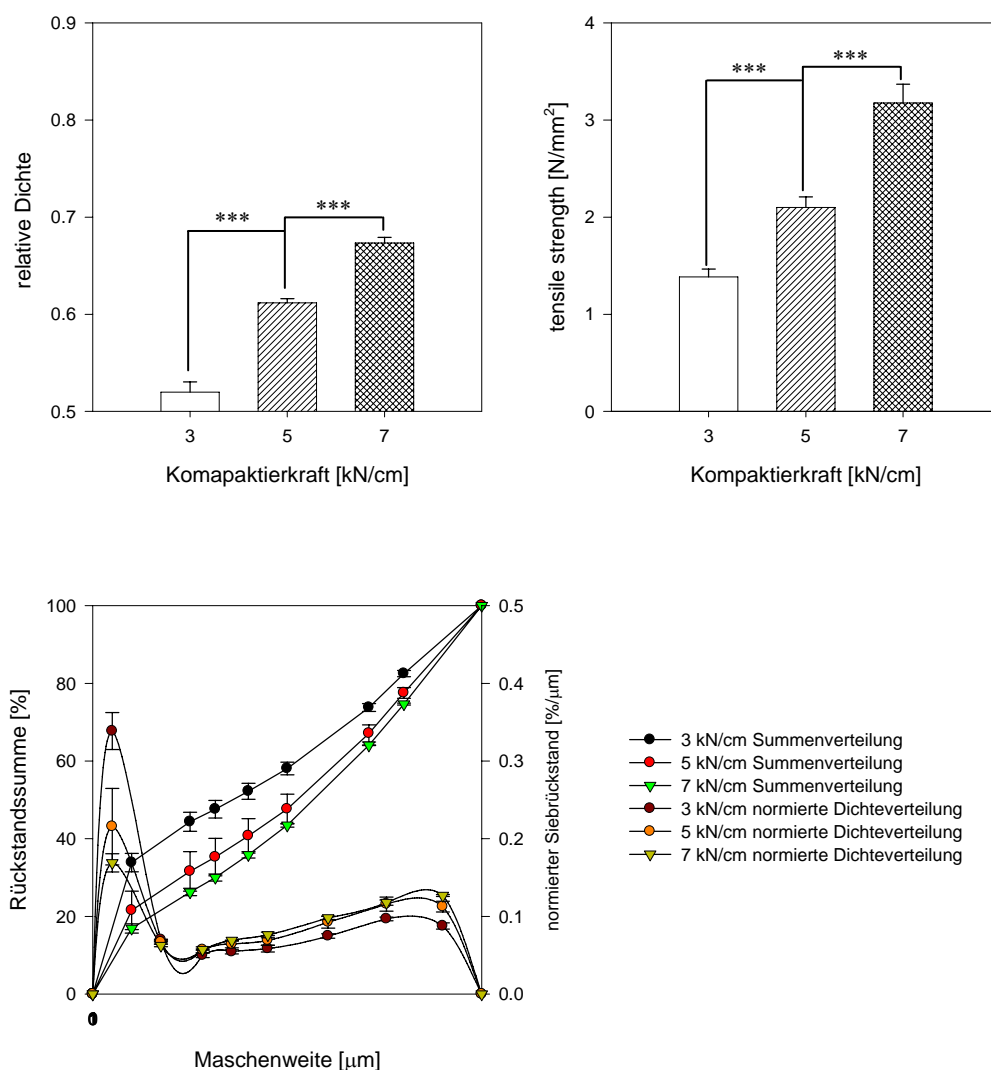 relative Dichte
0.9
0.8
0.7
0.6
0.5
***
***
3 5 7
Komapaktierkraft [kN/cm]
tensile strength [N/mm²]
4
3
2
1
0
***
***
3 5 7
Kompaktierkraft [kN/cm]
Rückstandssumme [%]
100
80
60
40
20
0
0.5
0.4
0.3
0.2
0.1
0.0
normierter Siebrückstand [%/μm]
Maschenweite [μm]
3 kN/cm Summenverteilung
5 kN/cm Summenverteilung
7 kN/cm Summenverteilung
3 kN/cm normierte Dichteverteilung
5 kN/cm normierte Dichteverteilung
7 kN/cm normierte Dichteverteilung